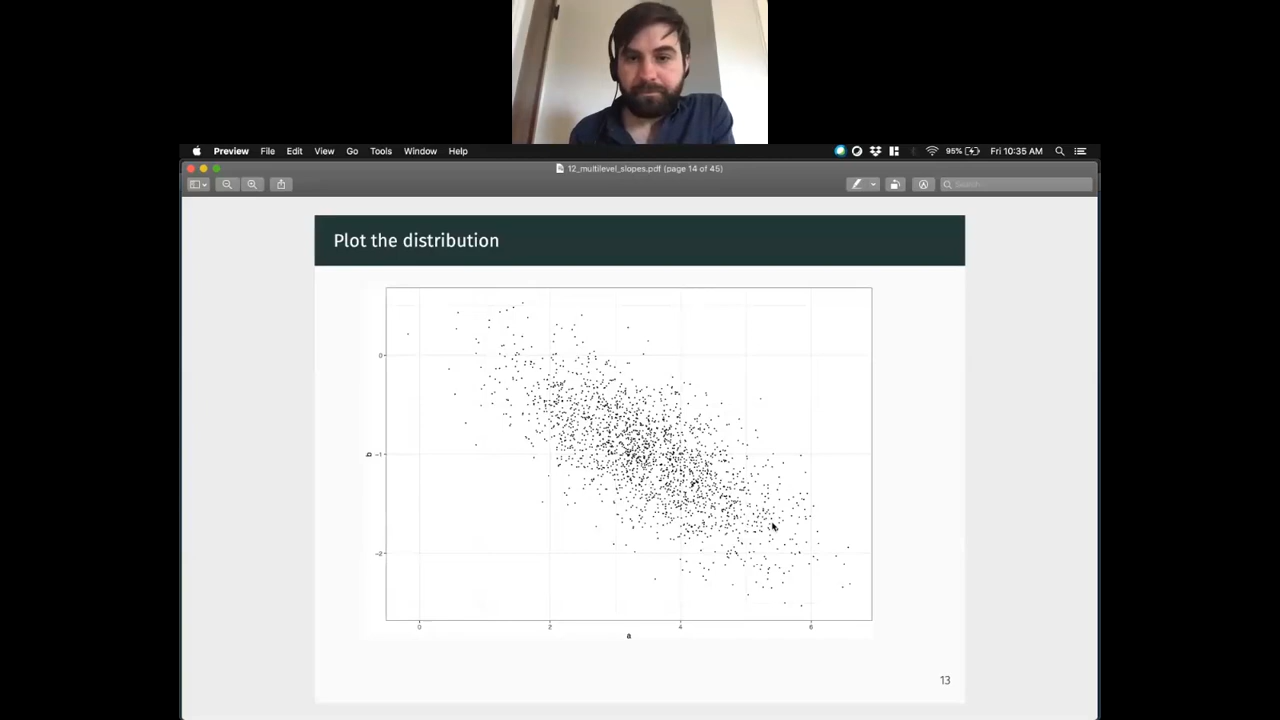 Preview File Edit View Go Tools Window Help 95% Fri 10:35 AM
12_multilevel_slopes.pdf (page 14 of 45)
Search
Plot the distribution
0
-1
-2
b
0 2 4 6
a
13